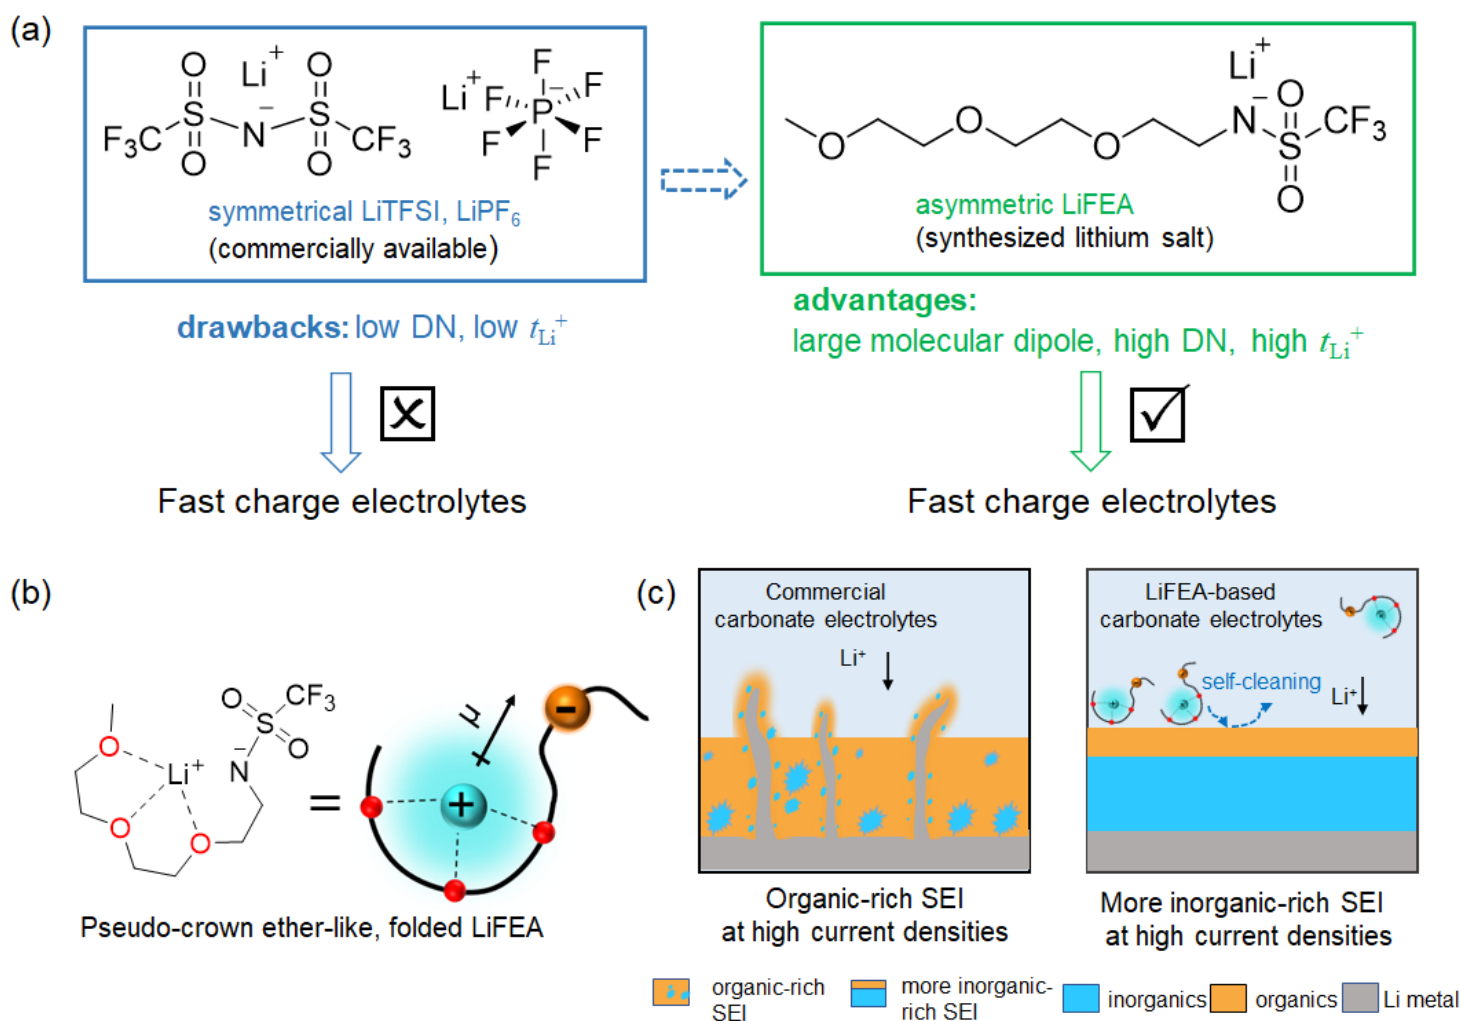 (a)
O O Li+ O O
F3C S N− S CF3
O O
Li+ F F F P− F F F
symmetrical LiTFSI, LiPF6
(commercially available)
drawbacks: low DN, low tLi+
Fast charge electrolytes
Li+
O O O N− S CF3
O
O
asymmetric LiFEA
(synthesized lithium salt)
advantages:
large molecular dipole, high DN, high tLi+
Fast charge electrolytes
(b)
O S CF3
O
O Li+ N−
O O
=
+ μ −
Pseudo-crown ether-like, folded LiFEA
(c)
Commercial
carbonate electrolytes
Li+
Organic-rich SEI
at high current densities
LiFEA-based
carbonate electrolytes
self-cleaning
Li+
More inorganic-rich SEI
at high current densities
organic-rich
SEI
more inorganic-
rich SEI
inorganics
organics
Li metal